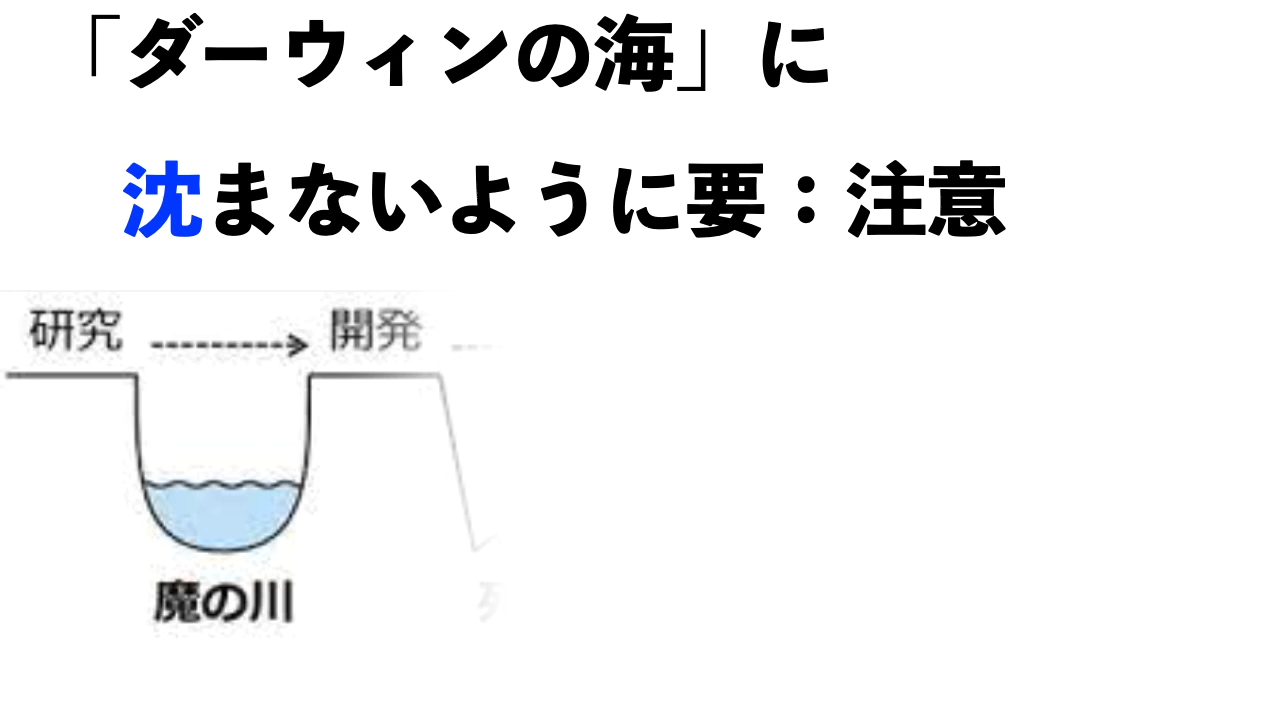 「ダーウィンの海」に
沈まないように要：注意
研究 開発
魔の川